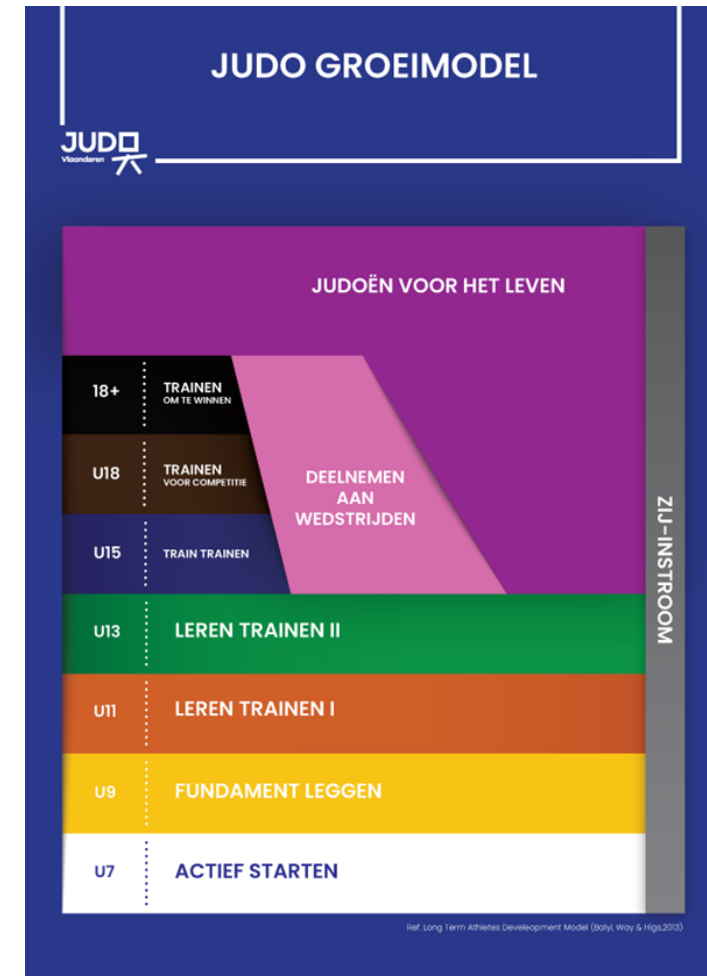 JUDO GROEIMODEL
JUDO
Vlaanderen
JUDOËN VOOR HET LEVEN
18+
TRAINEN
OM TE WINNEN
U18
TRAINEN
VOOR COMPETITIE
DEELNEMEN
AAN
WEDSTRIJDEN
U15
TRAIN TRAINEN
U13
LEREN TRAINEN II
U11
LEREN TRAINEN I
U9
FUNDAMENT LEGGEN
U7
ACTIEF STARTEN
ZIJ-INSTROOM
Ref. Long Term Athletes Develeopment Model (Balyi, Way & Higs,2013)